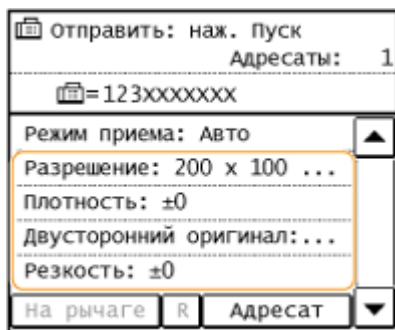 Отправить: наж. Пуск
Адресаты: 1
=123xxxxxxx
Режим приема: Авто
Разрешение: 200 x 100 ...
Плотность: ±0
Двусторонний оригинал:...
Резкость: ±0
На рычаге R Адресат